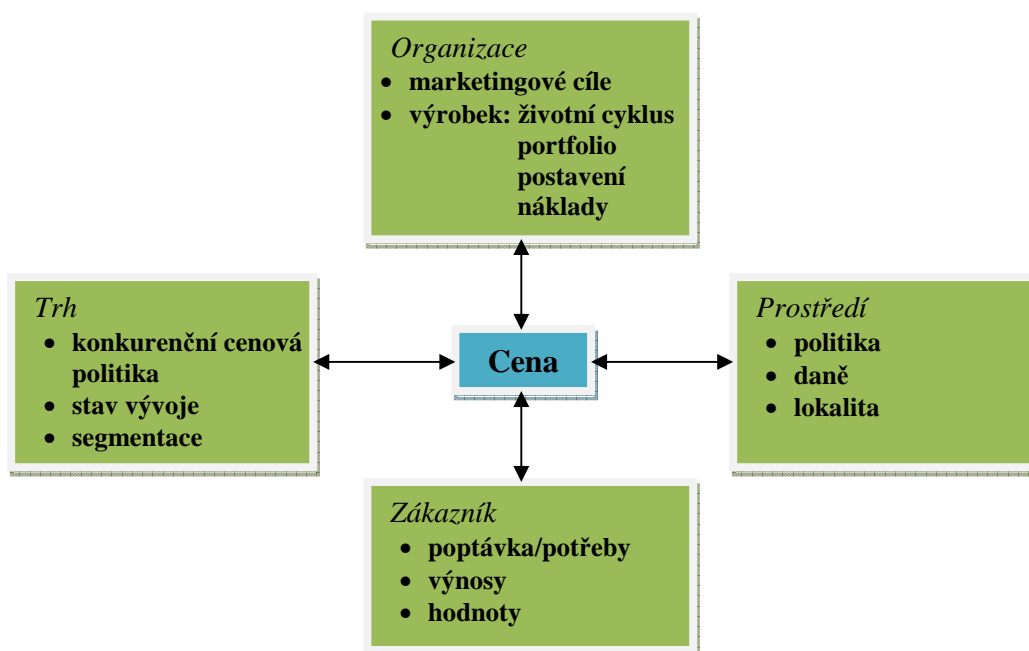 Organizace
• marketingové cíle
• výrobek: životní cyklus
portfolio
postavení
náklady
Trh
• konkurenční cenová
politika
• stav vývoje
• segmentace
Cena
Prostředí
• politika
• daně
• lokalita
Zákazník
• poptávka/potřeby
• výnosy
• hodnoty